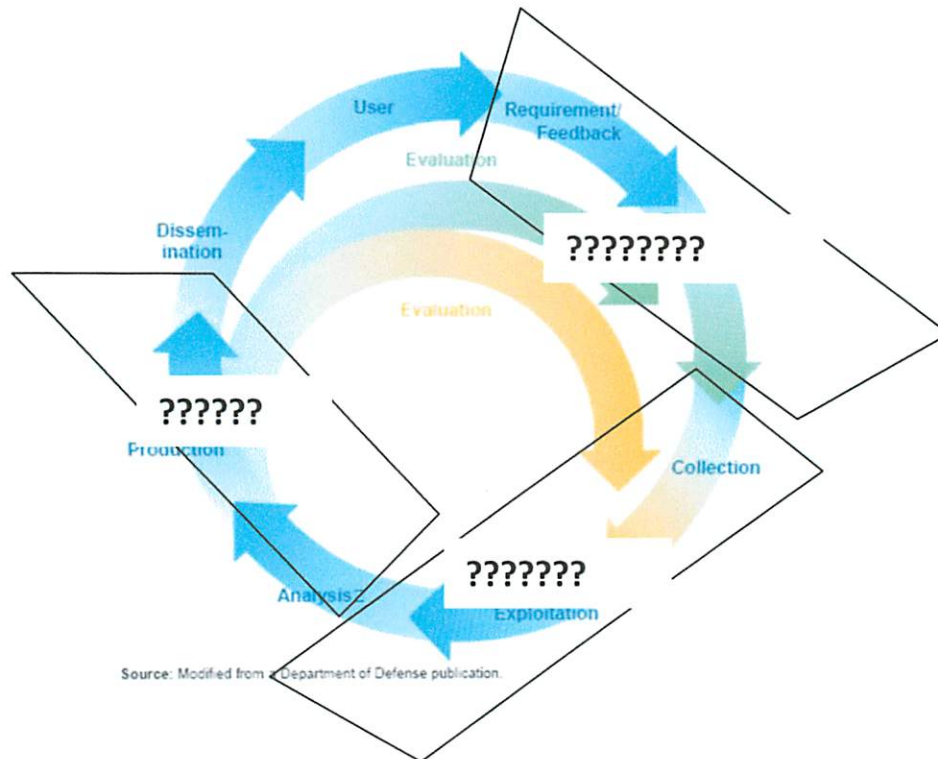 User
Requirement/
Feedback
Evaluation
Dissem-
ination
????????
Evaluation
??????
Production
Collection
???????
Analysis
Exploitation
Source: Modified from a Department of Defense publication.